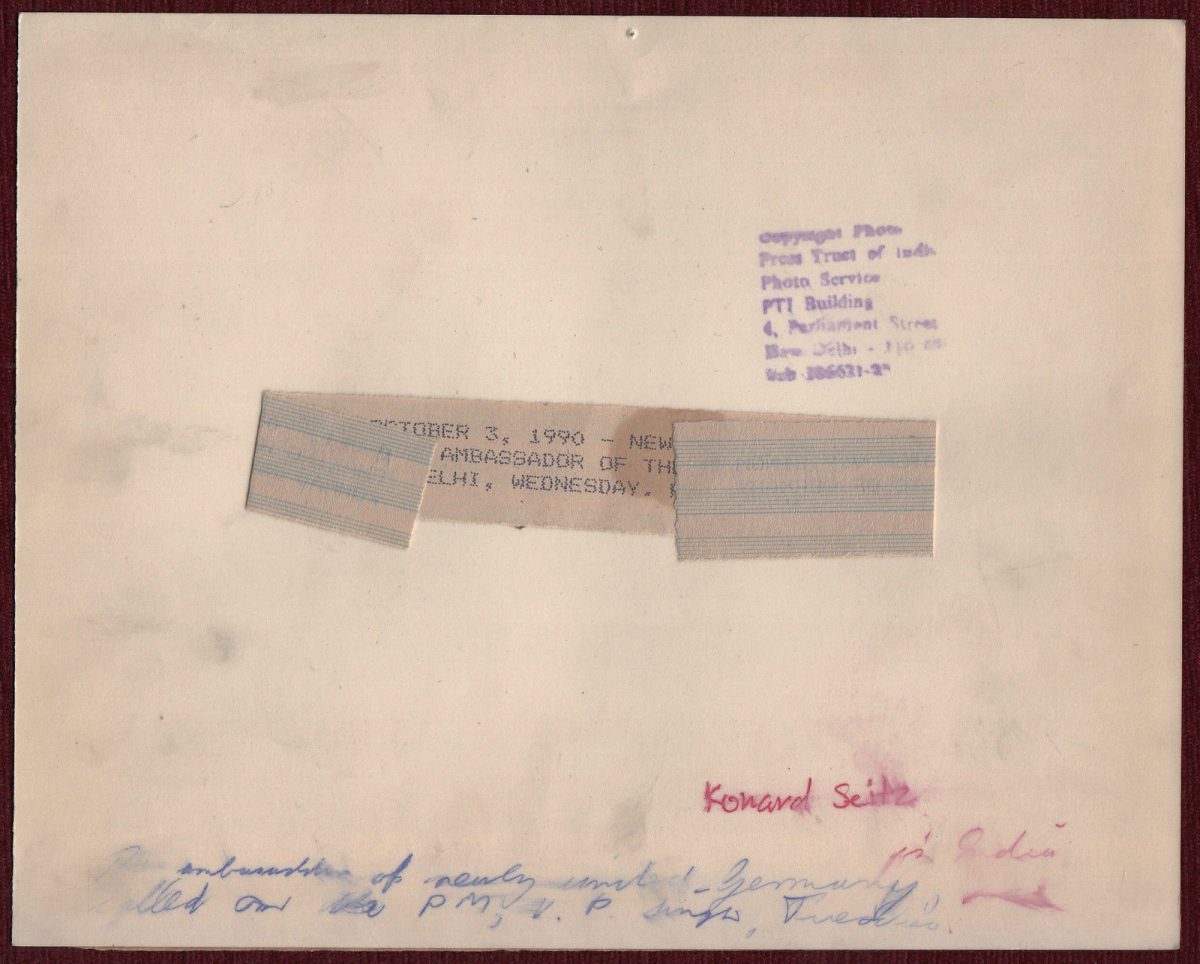 Copyright Photo
Press Trust of India
Photo Service
PTI Building
4, Parliament Street
New Delhi - 110
OCTOBER 3, 1990 - NEW
AMBASSADOR OF THE
ELHI, WEDNESDAY,
Konard Seitz
in India
ambassador of newly united Germany,
called on the PM, V. P. Singh,